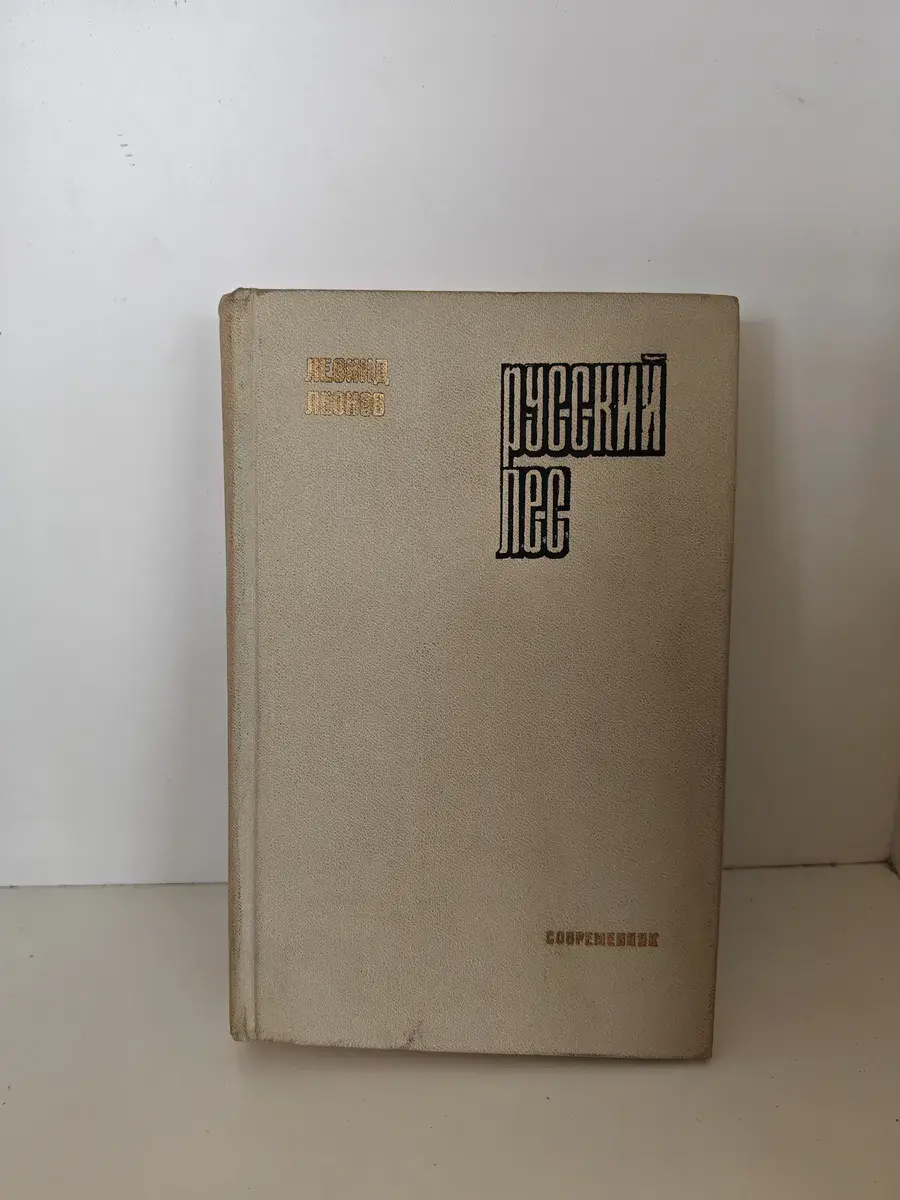 ЛЕОНИД
ЛЕОНОВ
РУССКИЙ
ЛЕС
СОВРЕМЕННИК